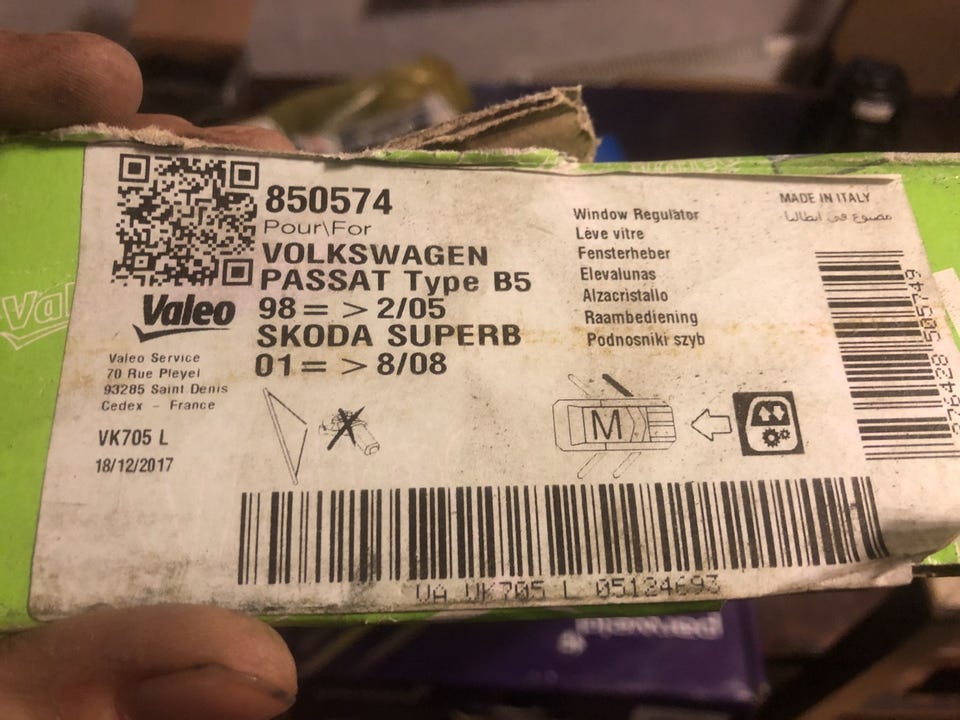 850574
Pour\For
VOLKSWAGEN
PASSAT Type B5
98 = > 2/05
SKODA SUPERB
01 = > 8/08
Valeo
Valeo Service
70 Rue Pleyel
93285 Saint Denis
Cedex - France
VK705 L
18/12/2017
Window Regulator
Lève vitre
Fensterheber
Elevalunas
Alzacristallo
Raambediening
Podnosniki szyb
MADE IN ITALY
مصنوع في ايطاليا
M
UA VK705 L 05124693
Val